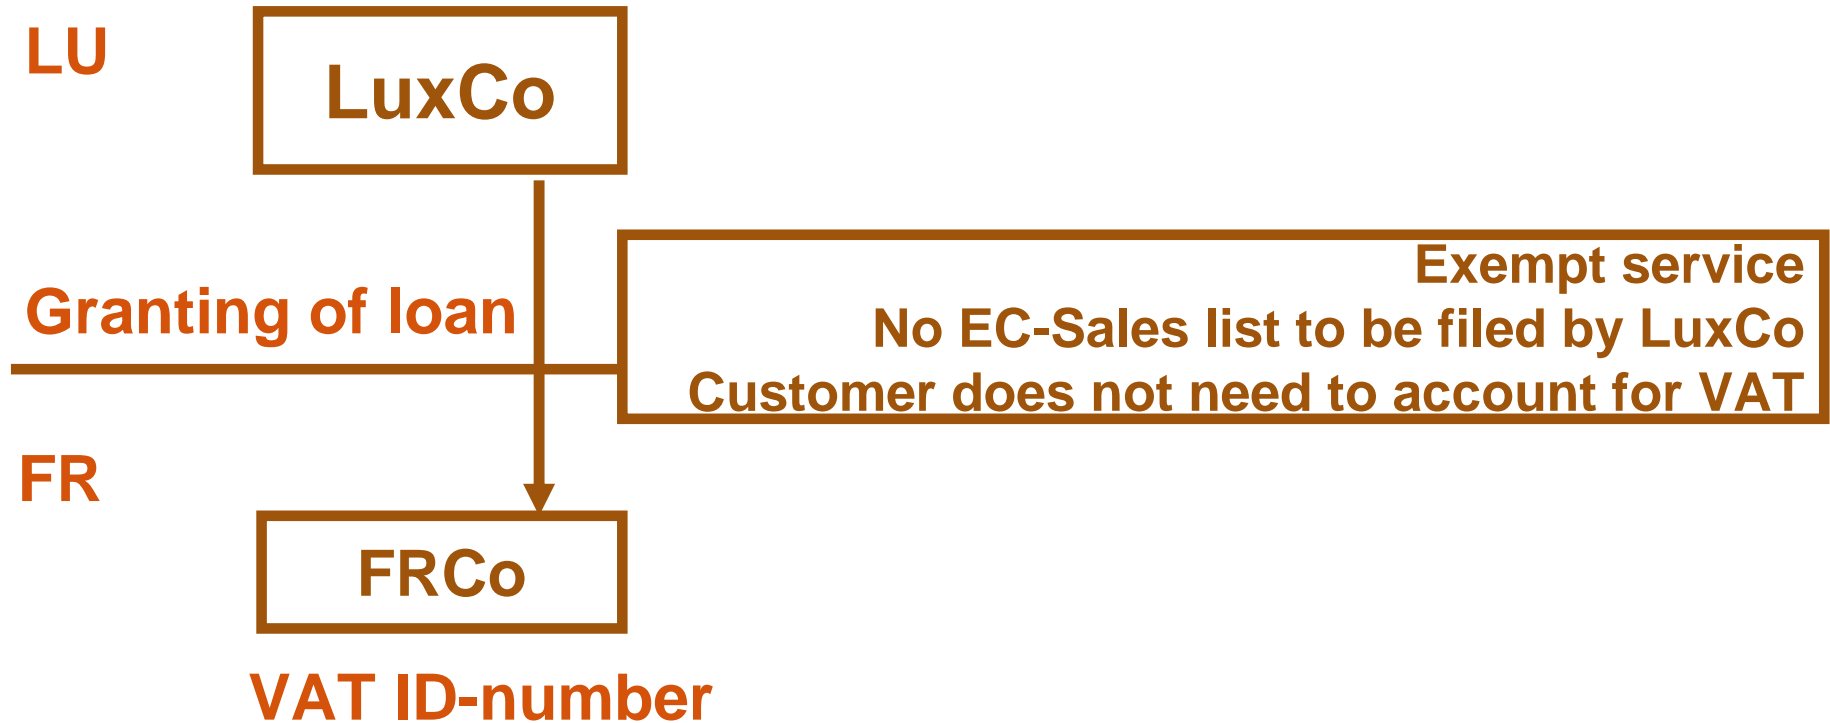 LU
LuxCo
Exempt service
Granting of loan
No EC-Sales list to be filed by LuxCo
Customer does not need to account for VAT
FR
FRCo
VAT ID-number